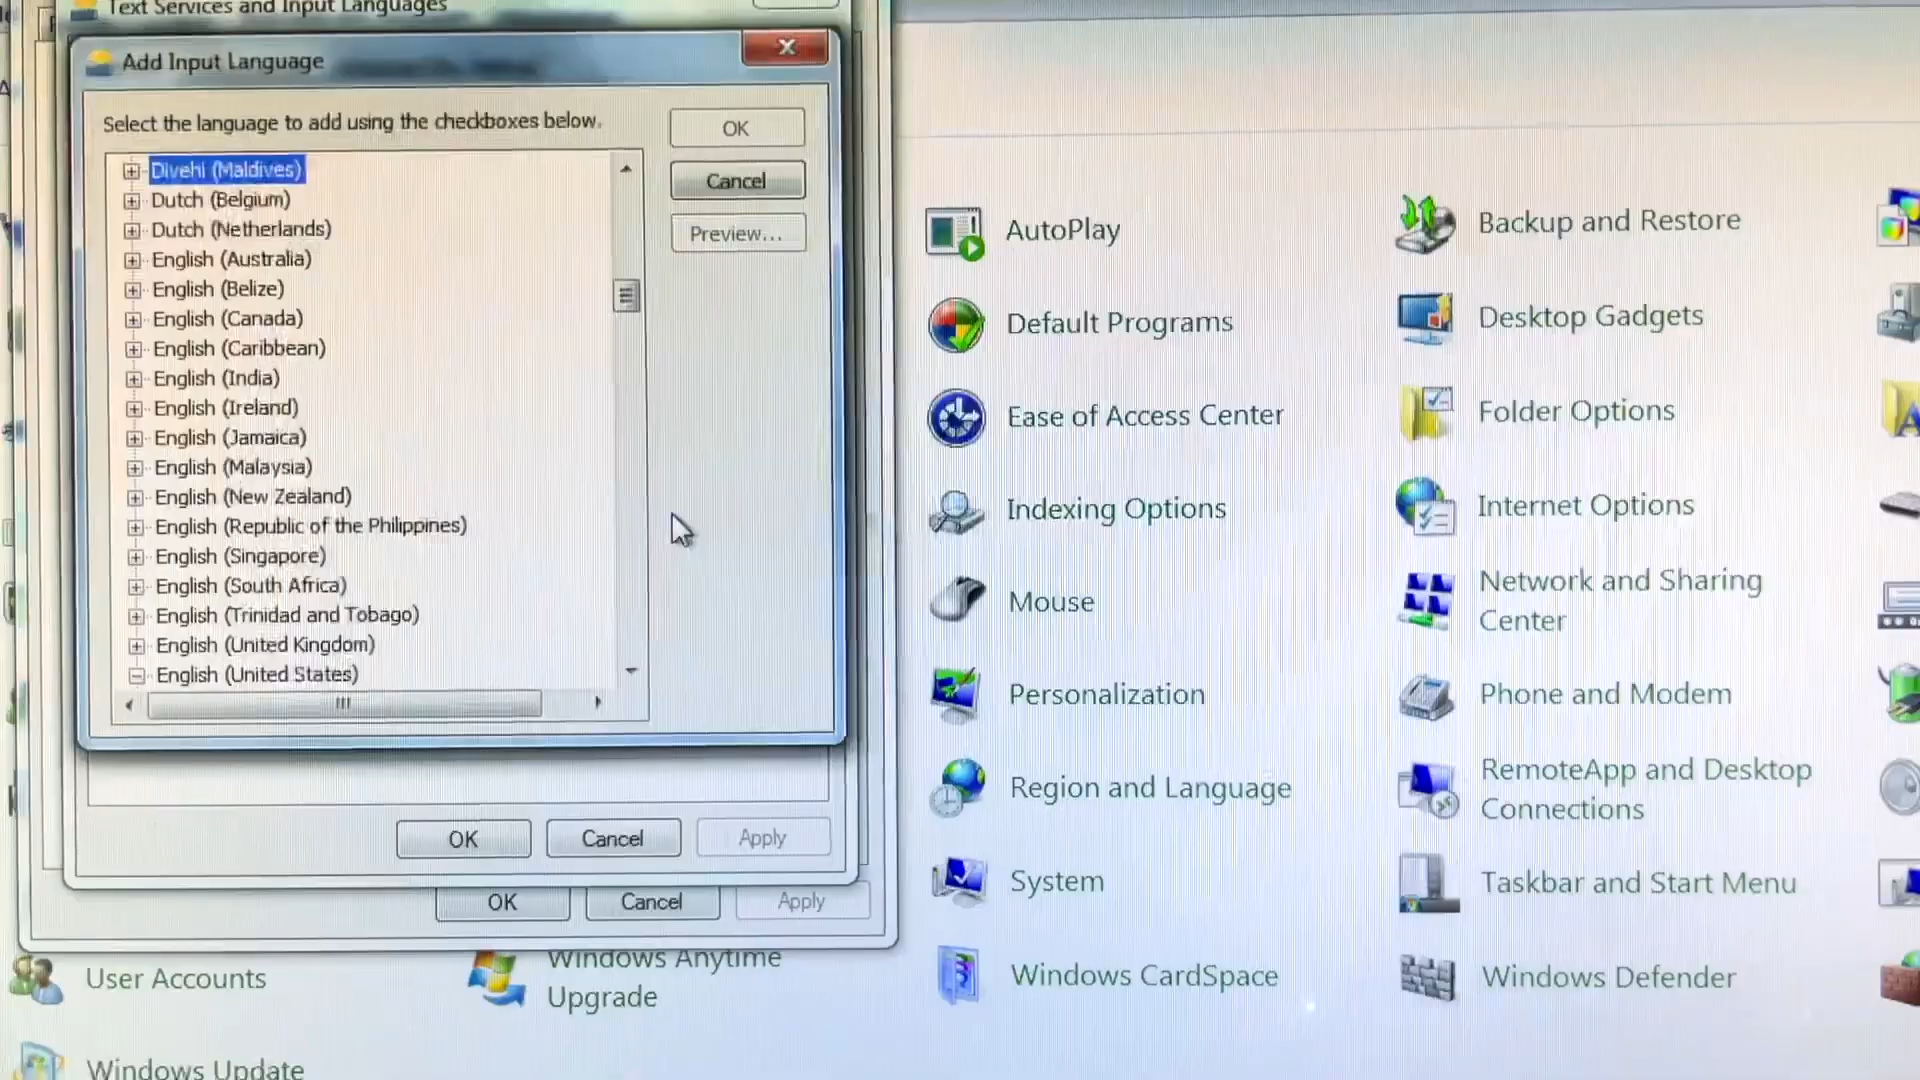 Text Services and Input Languages
Add Input Language
Select the language to add using the checkboxes below.
OK
Cancel
Preview...
Divehi (Maldives)
Dutch (Belgium)
Dutch (Netherlands)
English (Australia)
English (Belize)
English (Canada)
English (Caribbean)
English (India)
English (Ireland)
English (Jamaica)
English (Malaysia)
English (New Zealand)
English (Republic of the Philippines)
English (Singapore)
English (South Africa)
English (Trinidad and Tobago)
English (United Kingdom)
English (United States)
OK
Cancel
Apply
OK
Cancel
Apply
User Accounts
Windows Update
Windows Anytime
Upgrade
AutoPlay
Default Programs
Ease of Access Center
Indexing Options
Mouse
Personalization
Region and Language
System
Windows CardSpace
Backup and Restore
Desktop Gadgets
Folder Options
Internet Options
Network and Sharing
Center
Phone and Modem
RemoteApp and Desktop
Connections
Taskbar and Start Menu
Windows Defender